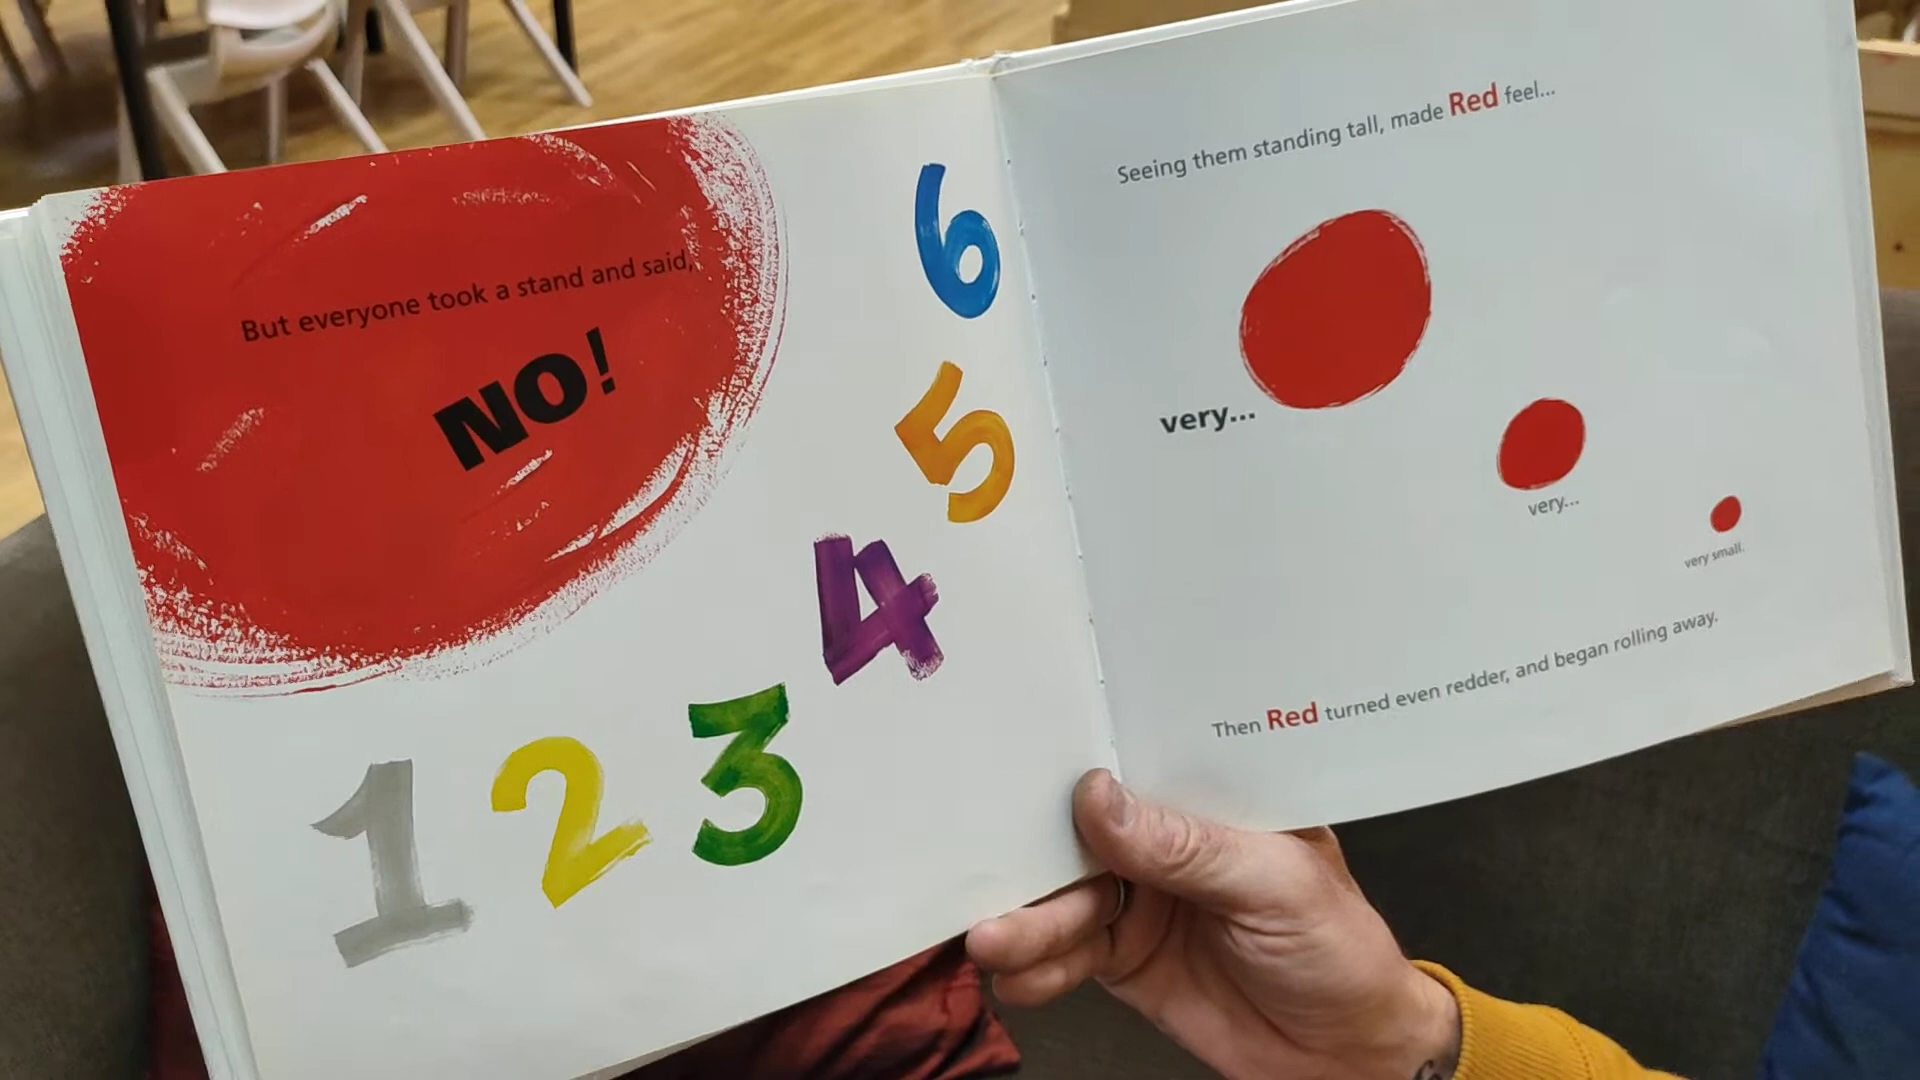 But everyone took a stand and said,
NO!
6
5
4
1 2 3
Seeing them standing tall, made Red feel...
very...
very...
very small.
Then Red turned even redder, and began rolling away.